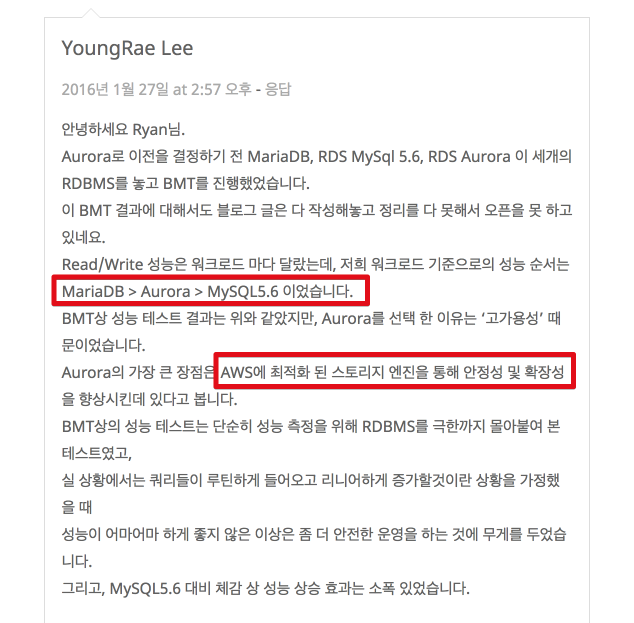 YoungRae Lee
2016년 1월 27일 at 2:57 오후 - 응답
안녕하세요 Ryan님.
Aurora로 이전을 결정하기 전 MariaDB, RDS MySql 5.6, RDS Aurora 이 세개의
RDBMS를 놓고 BMT를 진행했었습니다.
이 BMT 결과에 대해서도 블로그 글은 다 작성해놓고 정리를 다 못해서 오픈을 못 하고
있네요.
Read/Write 성능은 워크로드 마다 달랐는데, 저희 워크로드 기준으로의 성능 순서는
MariaDB > Aurora > MySQL5.6 이었습니다.
BMT상 성능 테스트 결과는 위와 같았지만, Aurora를 선택 한 이유는 ‘고가용성’ 때
문이었습니다.
Aurora의 가장 큰 장점은 AWS에 최적화 된 스토리지 엔진을 통해 안정성 및 확장성
을 향상시킨데 있다고 봅니다.
BMT상의 성능 테스트는 단순히 성능 측정을 위해 RDBMS를 극한까지 몰아붙여 본
테스트였고,
실 상황에서는 쿼리들이 루틴하게 들어오고 리니어하게 증가할것이란 상황을 가정했
을 때
성능이 어마어마 하게 좋지 않은 이상은 좀 더 안전한 운영을 하는 것에 무게를 두었습
니다.
그리고, MySQL5.6 대비 체감 상 성능 상승 효과는 소폭 있었습니다.